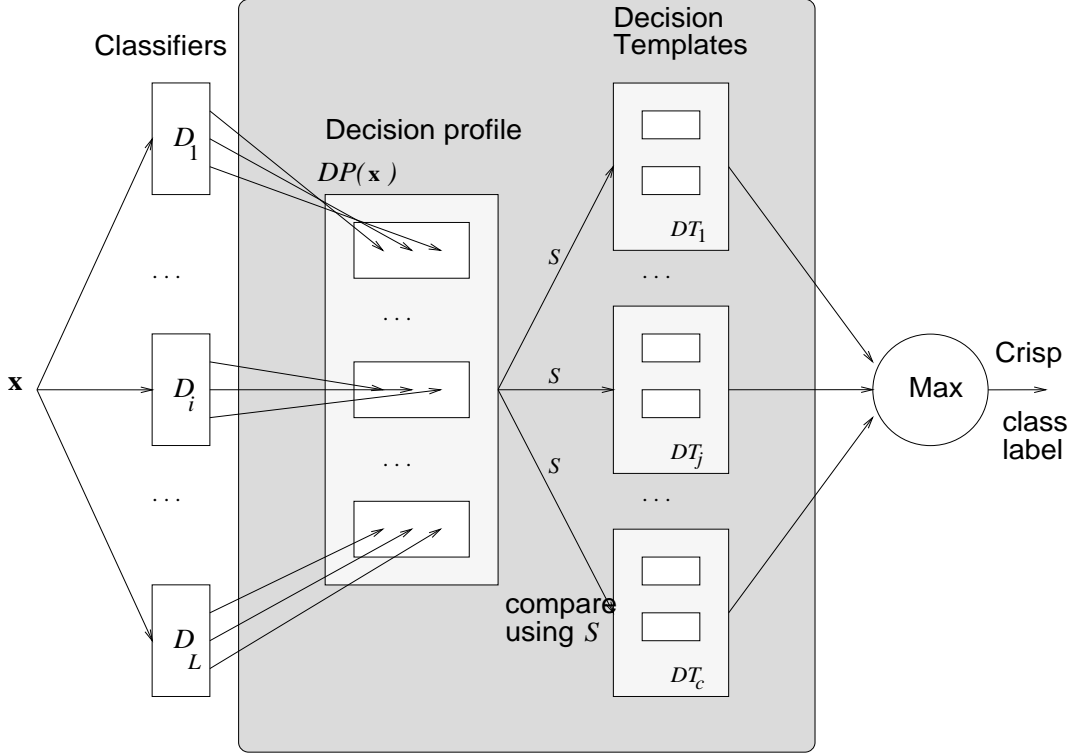 Classifiers
Decision
Templates
D1
Decision profile
DP(x)
DT1
S
. . .
. . .
. . .
x
Di
S
Max
Crisp
class
label
DTj
. . .
S
. . .
. . .
compare
using S
DL
DTc